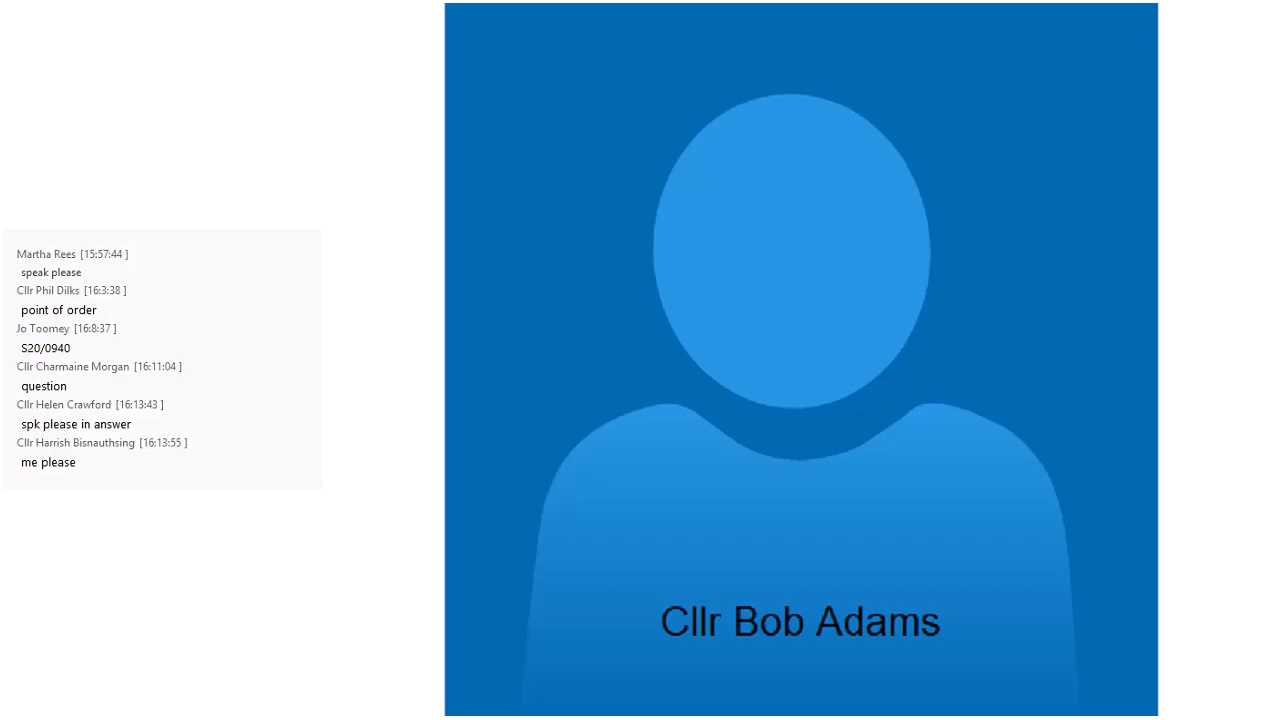 Martha Rees [15:57:44 ]
speak please
Cllr Phil Dilks [16:3:38 ]
point of order
Jo Toomey [16:8:37 ]
S20/0940
Cllr Charmaine Morgan [16:11:04 ]
question
Cllr Helen Crawford [16:13:43 ]
spk please in answer
Cllr Harrish Bisnauthsing [16:13:55 ]
me please
Cllr Bob Adams